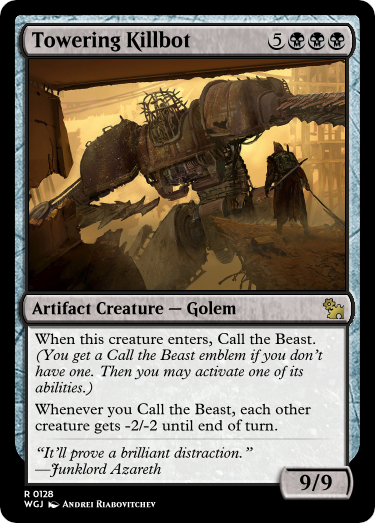 Towering Killbot 5
Artifact Creature — Golem
When this creature enters, Call the Beast.
(You get a Call the Beast emblem if you don't
have one. Then you may activate one of its
abilities.)
Whenever you Call the Beast, each other
creature gets -2/-2 until end of turn.
“It’ll prove a brilliant distraction.”
—Junklord Azareth
9/9
R 0128
WGJ Andrei Riabovitchev